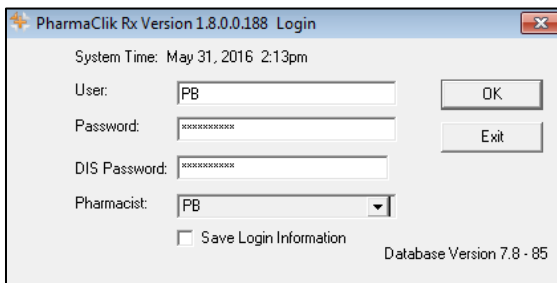 PharmaClik Rx Version 1.8.0.0.188 Login
System Time: May 31, 2016 2:13pm
User: PB
OK
Password: **********
Exit
DIS Password: **********
Pharmacist: PB
Save Login Information
Database Version 7.8 - 85